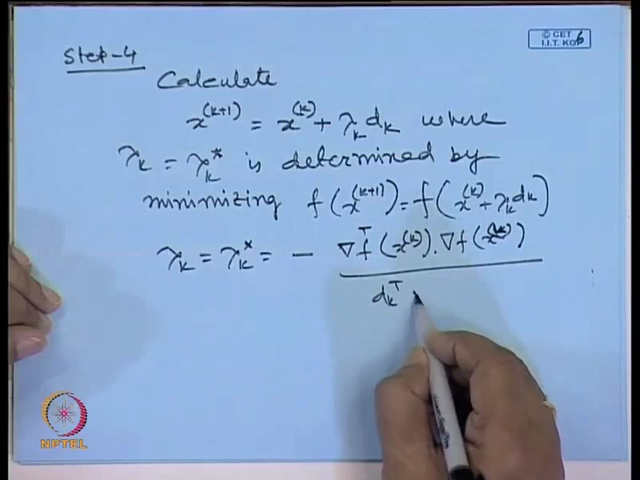 © CET
I.I.T. KGP
Step-4
Calculate
x^(k+1) = x^(k) + λ_k d_k where
λ_k = λ_k^* is determined by
minimizing f(x^(k+1)) = f(x^(k) + λ_k d_k)
λ_k = λ_k^* = - ∇f^T(x^(k)) . ∇f(x^(k))
d_k^T
NPTEL